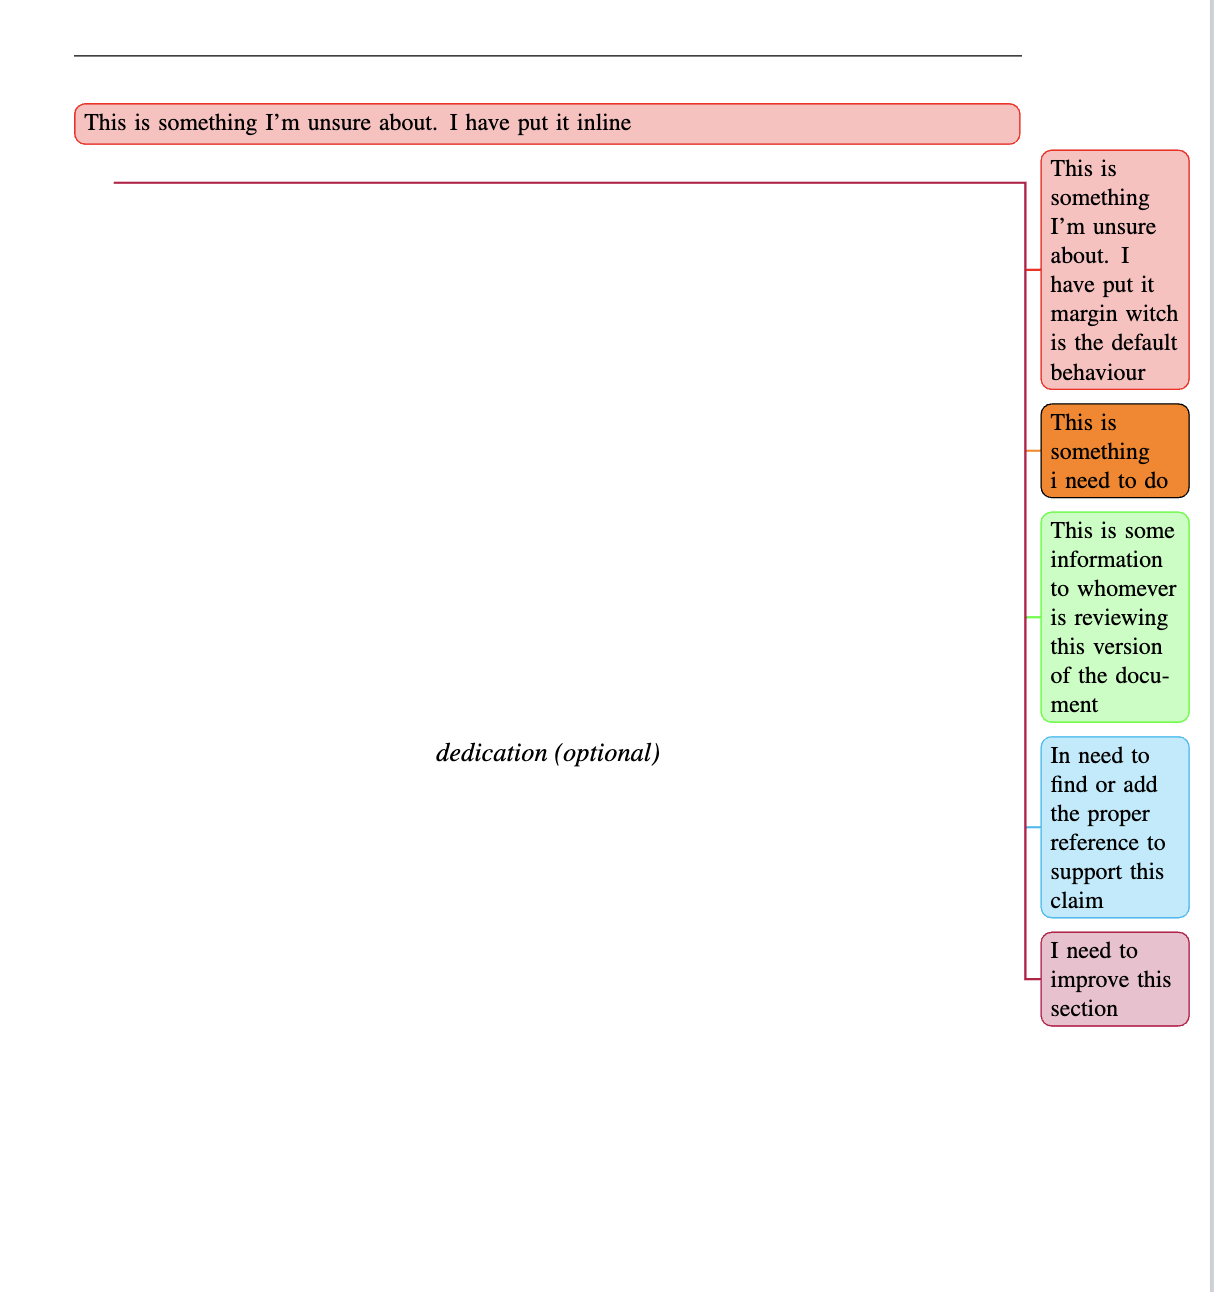 This is something I'm unsure about. I have put it inline
This is
something
I'm unsure
about. I
have put it
margin witch
is the default
behaviour
This is
something
i need to do
This is some
information
to whomever
is reviewing
this version
of the docu-
ment
dedication (optional)
In need to
find or add
the proper
reference to
support this
claim
I need to
improve this
section